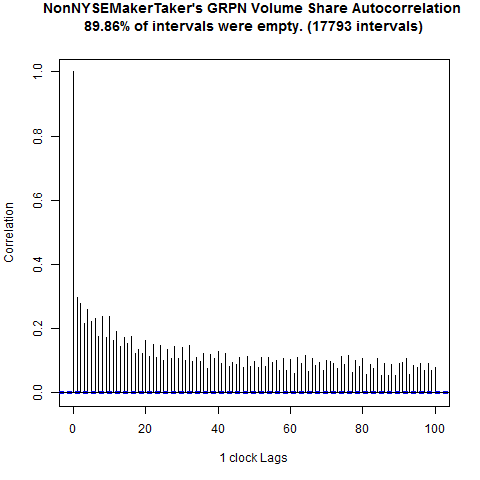 NonNYSEMakerTaker's GRPN Volume Share Autocorrelation
89.86% of intervals were empty. (17793 intervals)
Correlation
1.0
0.8
0.6
0.4
0.2
0.0
0 20 40 60 80 100
1 clock Lags